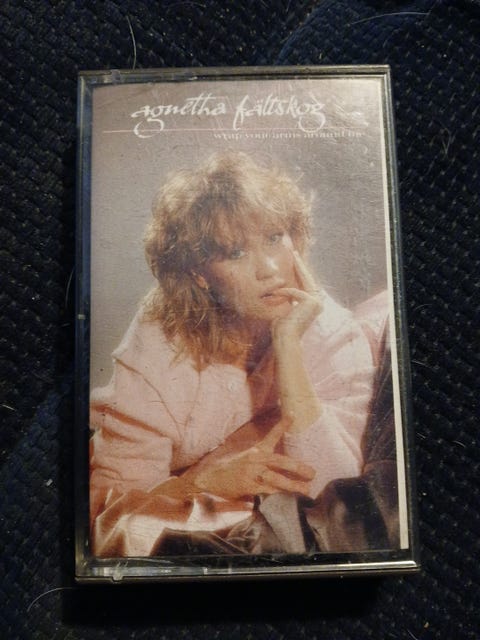 agnetha fältskog
wrap your arms around me